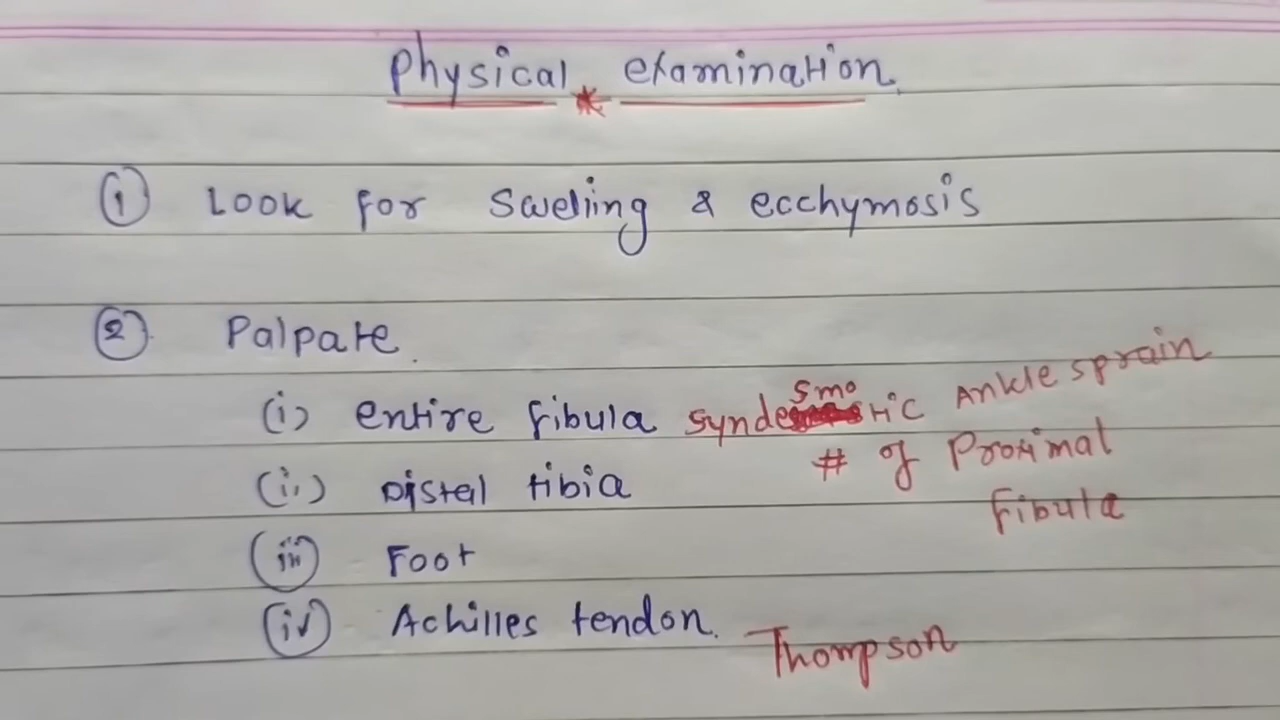 Physical * examination.
① Look for Sweling & ecchymosis
② Palpate.
(i) entire fibula syndesmotic Ankle sprain
# of Proximal
fibula
(ii) Distal tibia
(iii) Foot
(iv) Achilles tendon.
Thompson